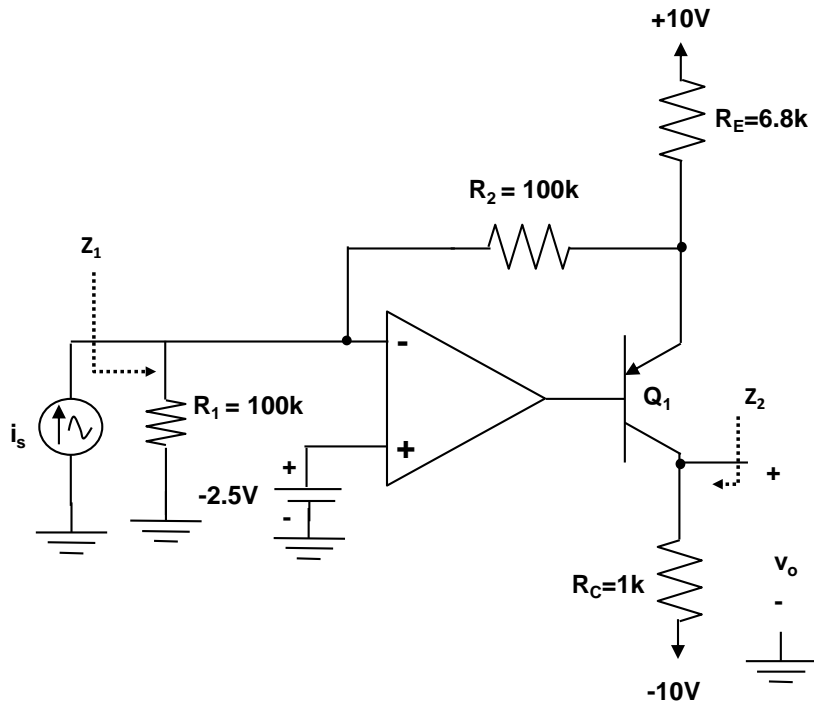 +10V
R_E=6.8k
R_2 = 100k
Z_1
-
R_1 = 100k
Q_1
Z_2
i_s
+
+
-2.5V
-
+
R_C=1k
v_o
-
-10V